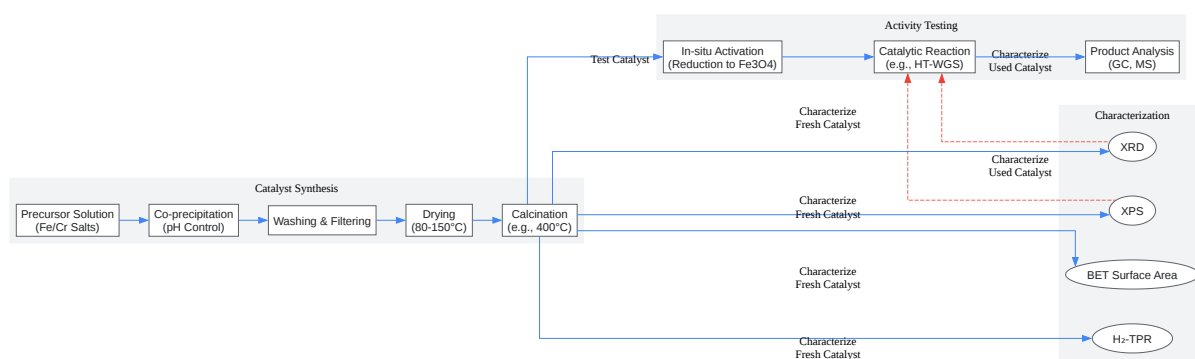 Activity Testing
Test Catalyst
In-situ Activation
(Reduction to Fe3O4)
Catalytic Reaction
(e.g., HT-WGS)
Characterize
Used Catalyst
Product Analysis
(GC, MS)
Characterize
Fresh Catalyst
Characterization
XRD
Characterize
Used Catalyst
Catalyst Synthesis
Precursor Solution
(Fe/Cr Salts)
Co-precipitation
(pH Control)
Washing & Filtering
Drying
(80-150°C)
Calcination
(e.g., 400°C)
Characterize
Fresh Catalyst
XPS
Characterize
Fresh Catalyst
BET Surface Area
Characterize
Fresh Catalyst
H₂-TPR